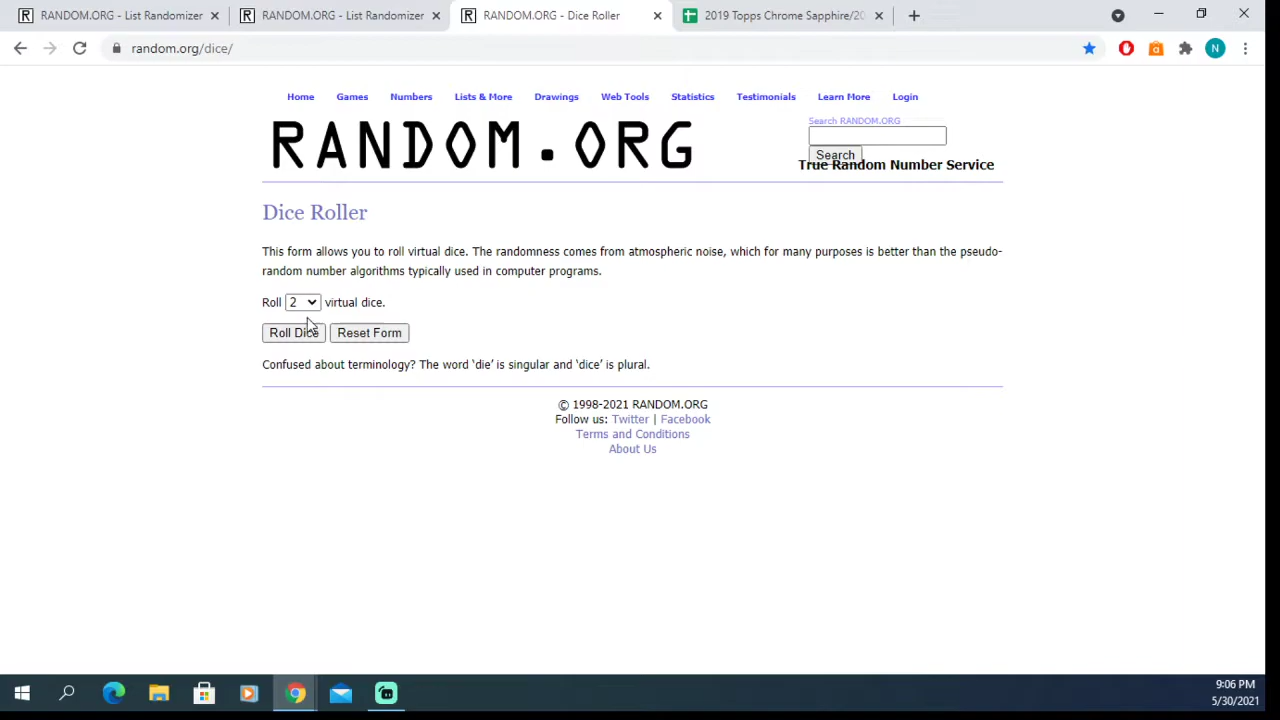 RANDOM.ORG - List Randomizer
RANDOM.ORG - List Randomizer
RANDOM.ORG - Dice Roller
2019 Topps Chrome Sapphire/20
random.org/dice/
N
Home Games Numbers Lists & More Drawings Web Tools Statistics Testimonials Learn More Login
RANDOM.ORG
Search RANDOM.ORG
Search
True Random Number Service
Dice Roller
This form allows you to roll virtual dice. The randomness comes from atmospheric noise, which for many purposes is better than the pseudo-
random number algorithms typically used in computer programs.
Roll 2 virtual dice.
Roll Dice Reset Form
Confused about terminology? The word ‘die’ is singular and ‘dice’ is plural.
© 1998-2021 RANDOM.ORG
Follow us: Twitter | Facebook
Terms and Conditions
About Us
9:06 PM
5/30/2021